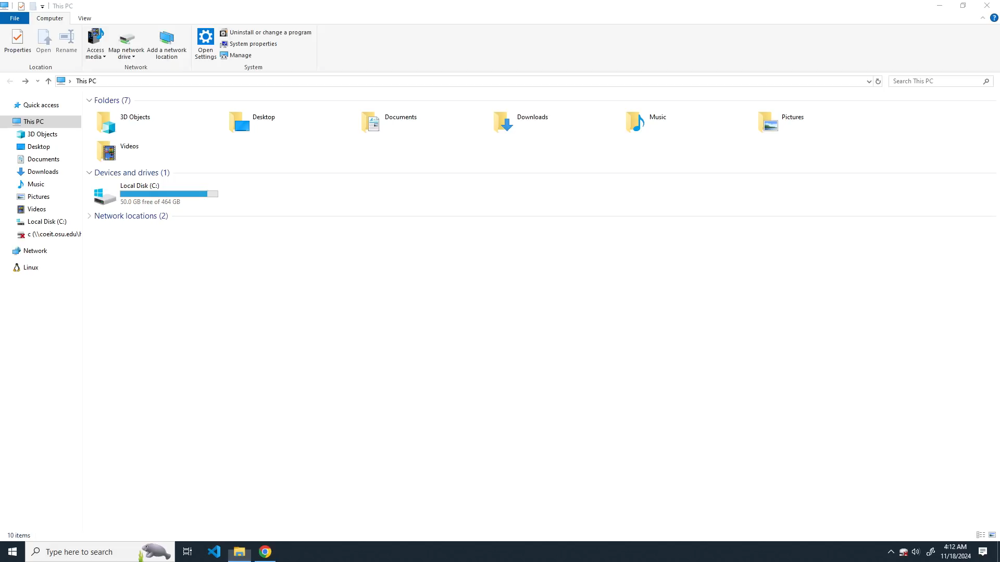 This PC
File
Computer
View
Properties
Open
Rename
Access
media
Map network
drive
Add a network
location
Open
Settings
Uninstall or change a program
System properties
Manage
Location
Network
System
This PC
Search This PC
Quick access
This PC
3D Objects
Desktop
Documents
Downloads
Music
Pictures
Videos
Local Disk (C:)
c (\\coeit.osu.edu\
Network
Linux
Folders (7)
3D Objects
Desktop
Documents
Downloads
Music
Pictures
Videos
Devices and drives (1)
Local Disk (C:)
50.0 GB free of 464 GB
Network locations (2)
10 items
Type here to search
4:12 AM
11/18/2024